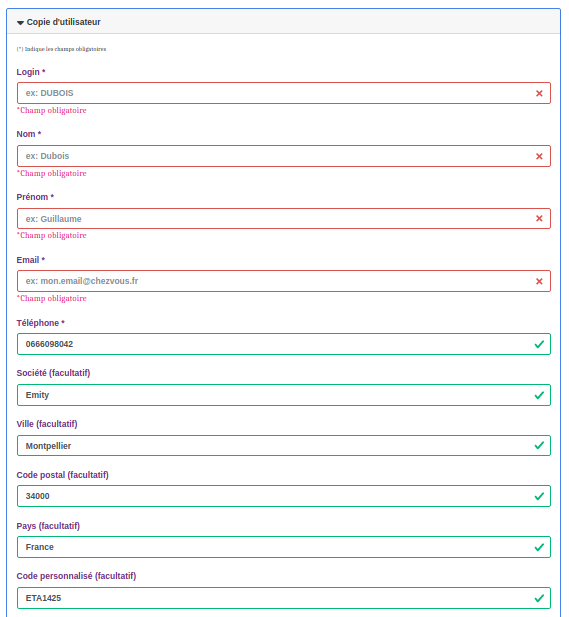 Copie d'utilisateur
(*) Indique les champs obligatoires
Login *
ex: DUBOIS
*Champ obligatoire
Nom *
ex: Dubois
*Champ obligatoire
Prénom *
ex: Guillaume
*Champ obligatoire
Email *
ex: mon.email@chezvous.fr
*Champ obligatoire
Téléphone *
0666098042
Société (facultatif)
Emity
Ville (facultatif)
Montpellier
Code postal (facultatif)
34000
Pays (facultatif)
France
Code personnalisé (facultatif)
ETA1425